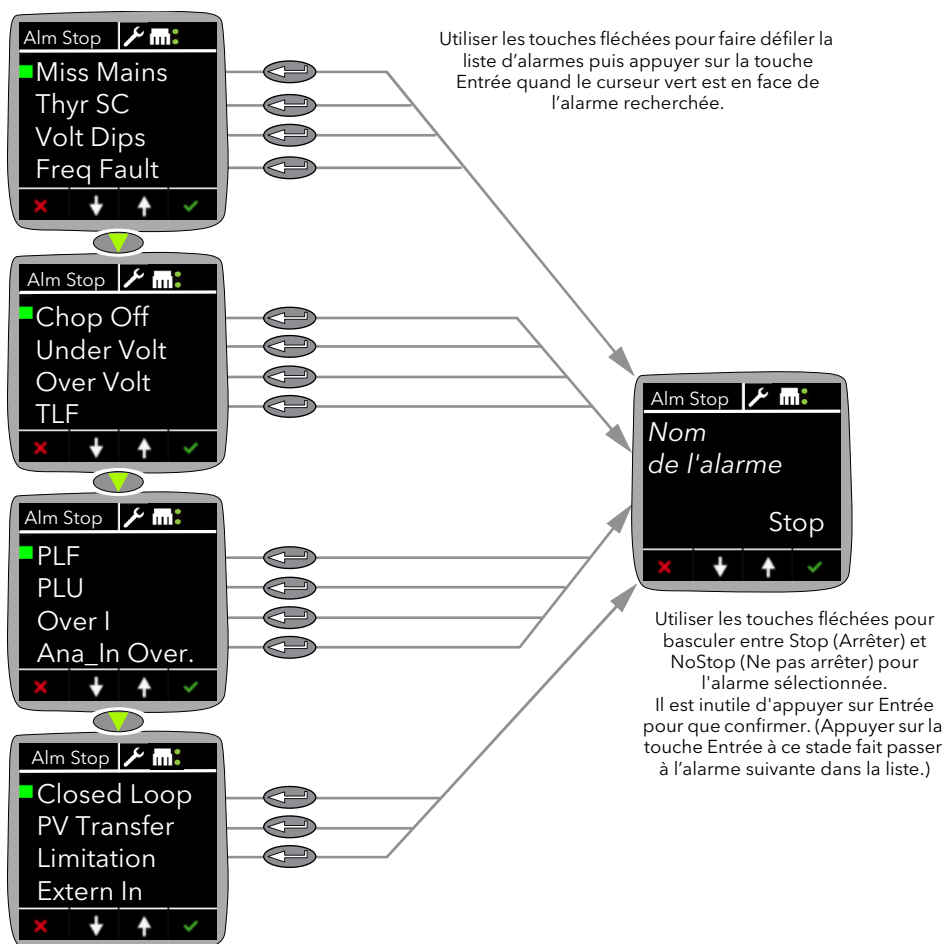 Alm Stop
Miss Mains
Thyr SC
Volt Dips
Freq Fault
Utiliser les touches fléchées pour faire défiler la
liste d'alarmes puis appuyer sur la touche
Entrée quand le curseur vert est en face de
l'alarme recherchée.
Alm Stop
Chop Off
Under Volt
Over Volt
TLF
Alm Stop
PLF
PLU
Over I
Ana_In Over.
Alm Stop
Closed Loop
PV Transfer
Limitation
Extern In
Alm Stop
Nom
de l'alarme
Stop
Utiliser les touches fléchées pour
basculer entre Stop (Arrêter) et
NoStop (Ne pas arrêter) pour
l'alarme sélectionnée.
Il est inutile d'appuyer sur Entrée
pour que confirmer. (Appuyer sur la
touche Entrée à ce stade fait passer
à l'alarme suivante dans la liste.)